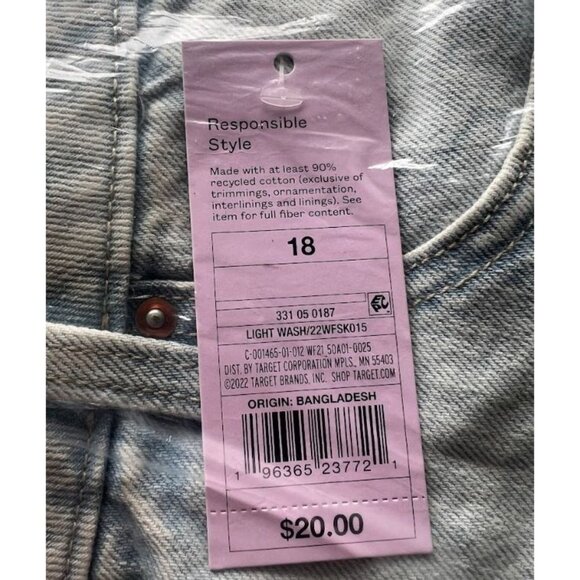 Responsible
Style
Made with at least 90%
recycled cotton (exclusive of
trimmings, ornamentation,
interlinings and linings). See
item for full fiber content.
18
331 05 0187
LIGHT WASH/22WFSK015
C-001465-01-012 WF21_50A01-0025
DIST. BY TARGET CORPORATION MPLS., MN 55403
©2022 TARGET BRANDS, INC. SHOP TARGET.COM
ORIGIN: BANGLADESH
1 96365 23772 1
$20.00